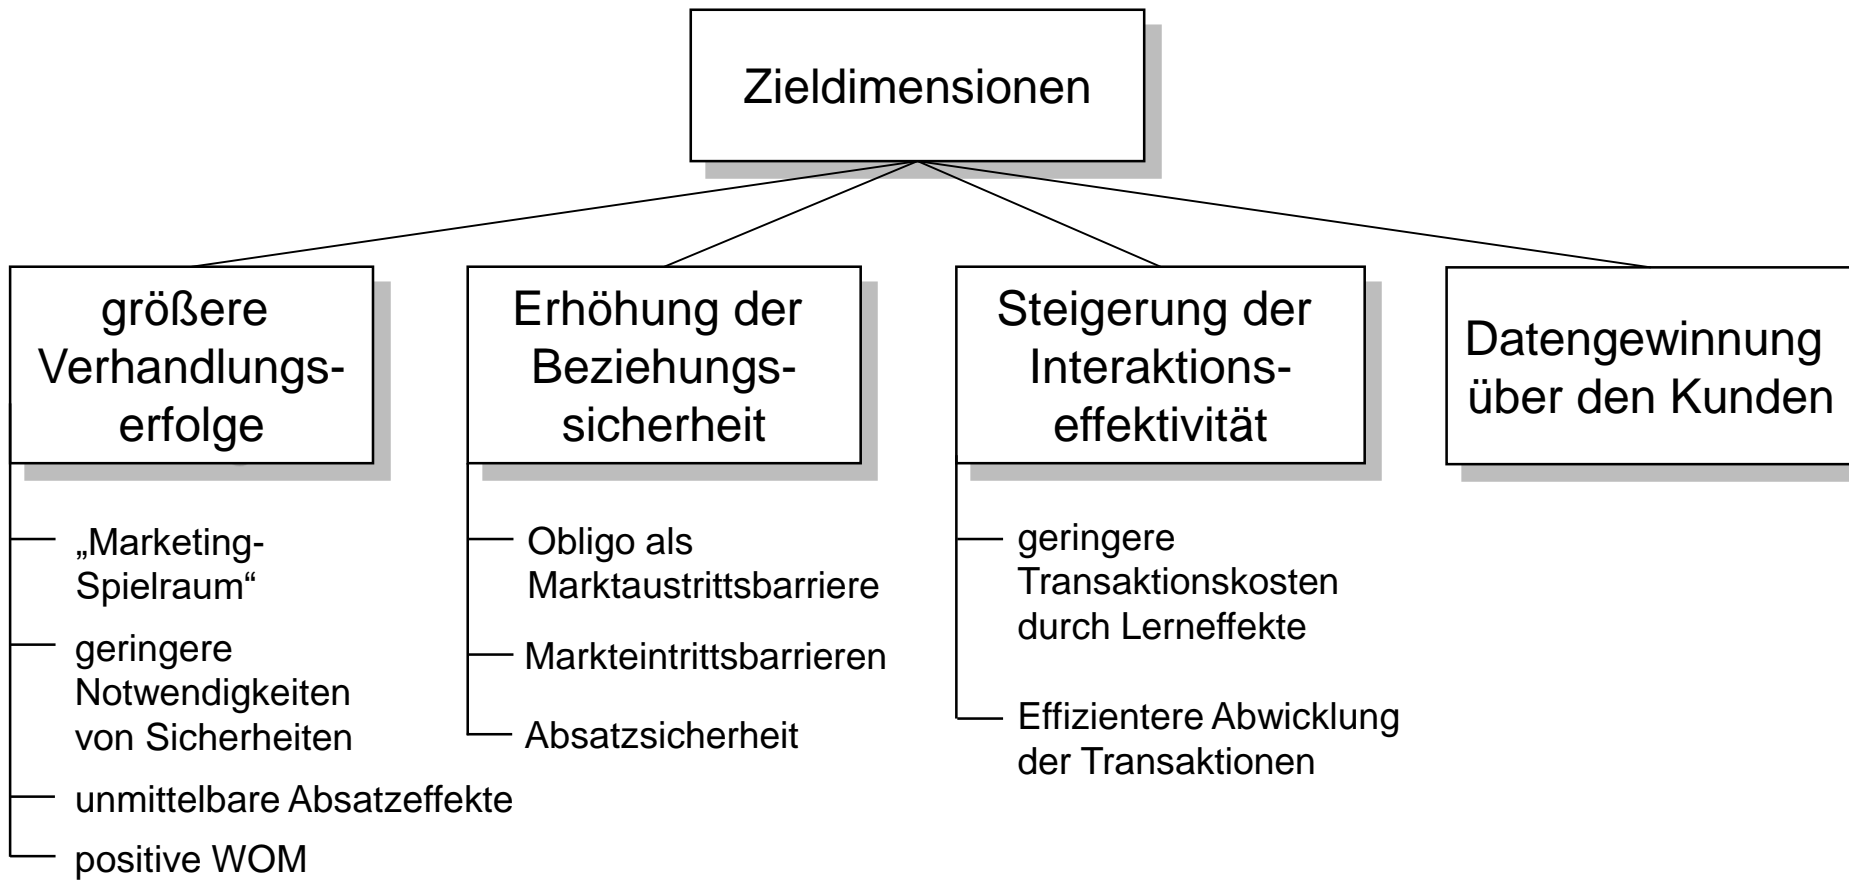 Zieldimensionen
größere
Verhandlungs-
erfolge
„Marketing-
Spielraum“
geringere
Notwendigkeiten
von Sicherheiten
unmittelbare Absatzeffekte
positive WOM
Erhöhung der
Beziehungs-
sicherheit
Obligo als
Marktaustrittsbarriere
Markteintrittsbarrieren
Absatzsicherheit
Steigerung der
Interaktions-
effektivität
geringere
Transaktionskosten
durch Lerneffekte
Effizientere Abwicklung
der Transaktionen
Datengewinnung
über den Kunden